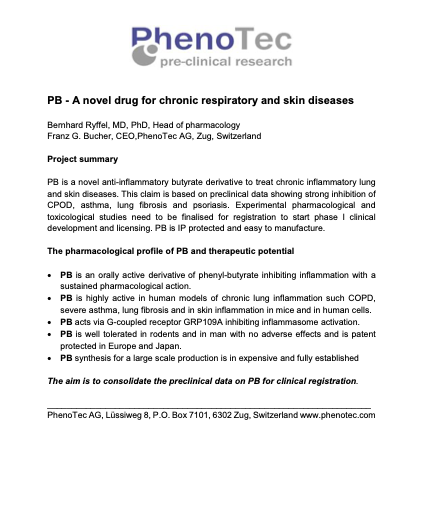 PhenoTec
pre-clinical research
PB - A novel drug for chronic respiratory and skin diseases
Bernhard Ryffel, MD, PhD, Head of pharmacology
Franz G. Bucher, CEO,PhenoTec AG, Zug, Switzerland
Project summary
PB is a novel anti-inflammatory butyrate derivative to treat chronic inflammatory lung
and skin diseases. This claim is based on preclinical data showing strong inhibition of
CPOD, asthma, lung fibrosis and psoriasis. Experimental pharmacological and
toxicological studies need to be finalised for registration to start phase I clinical
development and licensing. PB is IP protected and easy to manufacture.
The pharmacological profile of PB and therapeutic potential
• PB is an orally active derivative of phenyl-butyrate inhibiting inflammation with a
sustained pharmacological action.
• PB is highly active in human models of chronic lung inflammation such COPD,
severe asthma, lung fibrosis and in skin inflammation in mice and in human cells.
• PB acts via G-coupled receptor GRP109A inhibiting inflammasome activation.
• PB is well tolerated in rodents and in man with no adverse effects and is patent
protected in Europe and Japan.
• PB synthesis for a large scale production is in expensive and fully established
The aim is to consolidate the preclinical data on PB for clinical registration.
PhenoTec AG, Lüssiweg 8, P.O. Box 7101, 6302 Zug, Switzerland www.phenotec.com